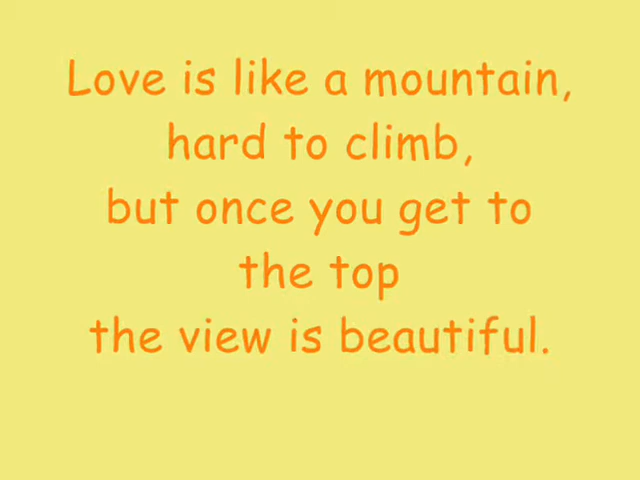 Love is like a mountain,
hard to climb,
but once you get to
the top
the view is beautiful.